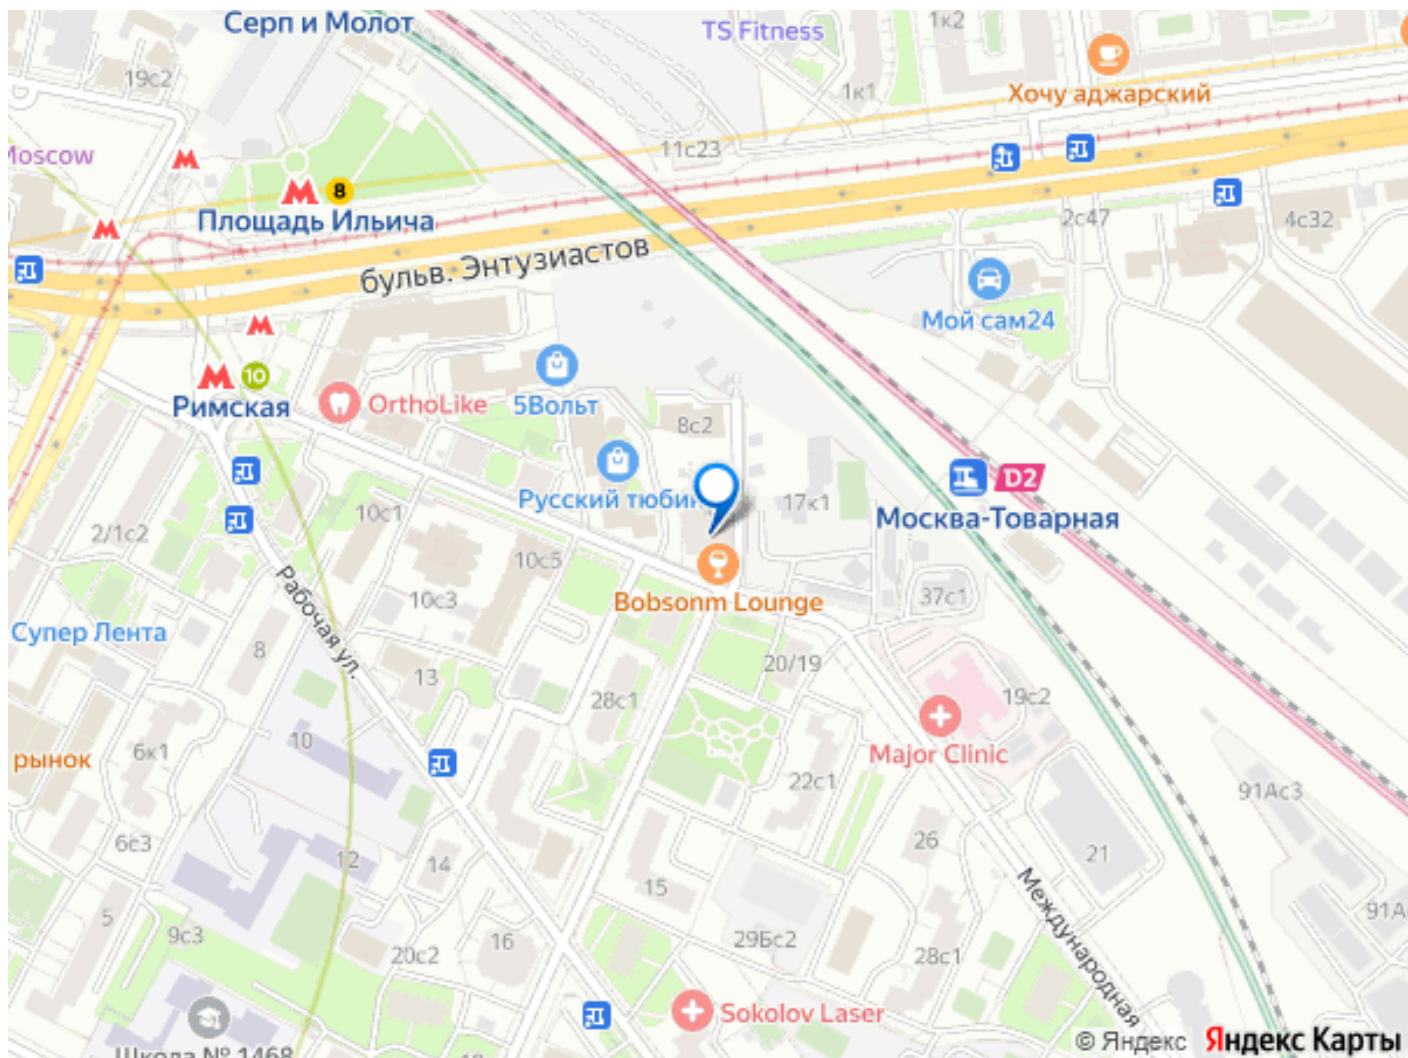 Серп и Молот
TS Fitness
1к2
19с2
1к1
Хочу аджарский
11с23
Moscow
8
Площадь Ильича
2с47
4с32
бульв. Энтузиастов
Мой сам24
10
Римская
OrthoLike
5Вольт
8с2
D2
Русский тюбин
17к1
Москва-Товарная
10с1
2/1с2
10с5
Рабочая ул.
10с3
Bobsonm Lounge
37с1
Супер Лента
8
13
20/19
28с1
19с2
10
6к1
Major Clinic
рынок
22с1
91Ас3
6е3
12
14
26
21
15
Международная
5
91А
9с3
20с2
16
29Бс2
28с1
Sokolov Laser
Школа № 1468
© Яндекс Яндекс Карты